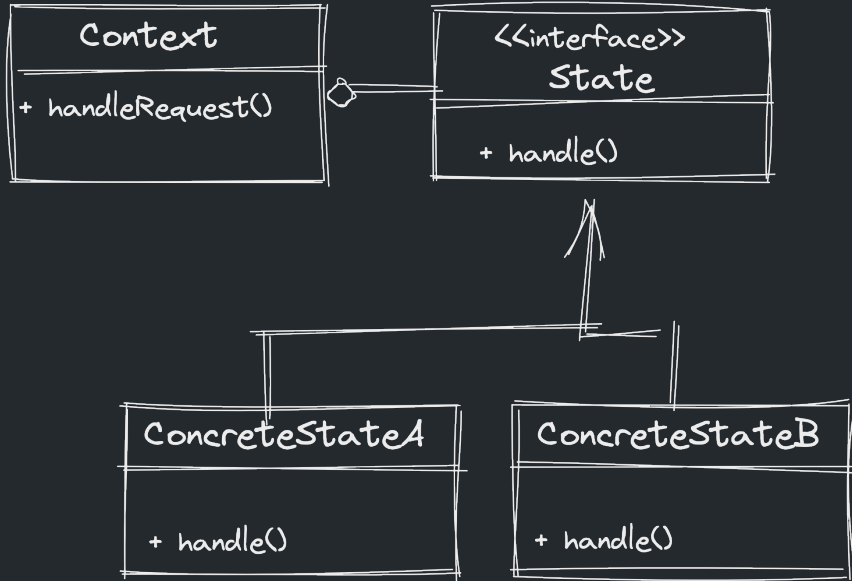 Context
+ handleRequest()
<<interface>>
State
+ handle()
ConcreteStateA
+ handle()
ConcreteStateB
+ handle()